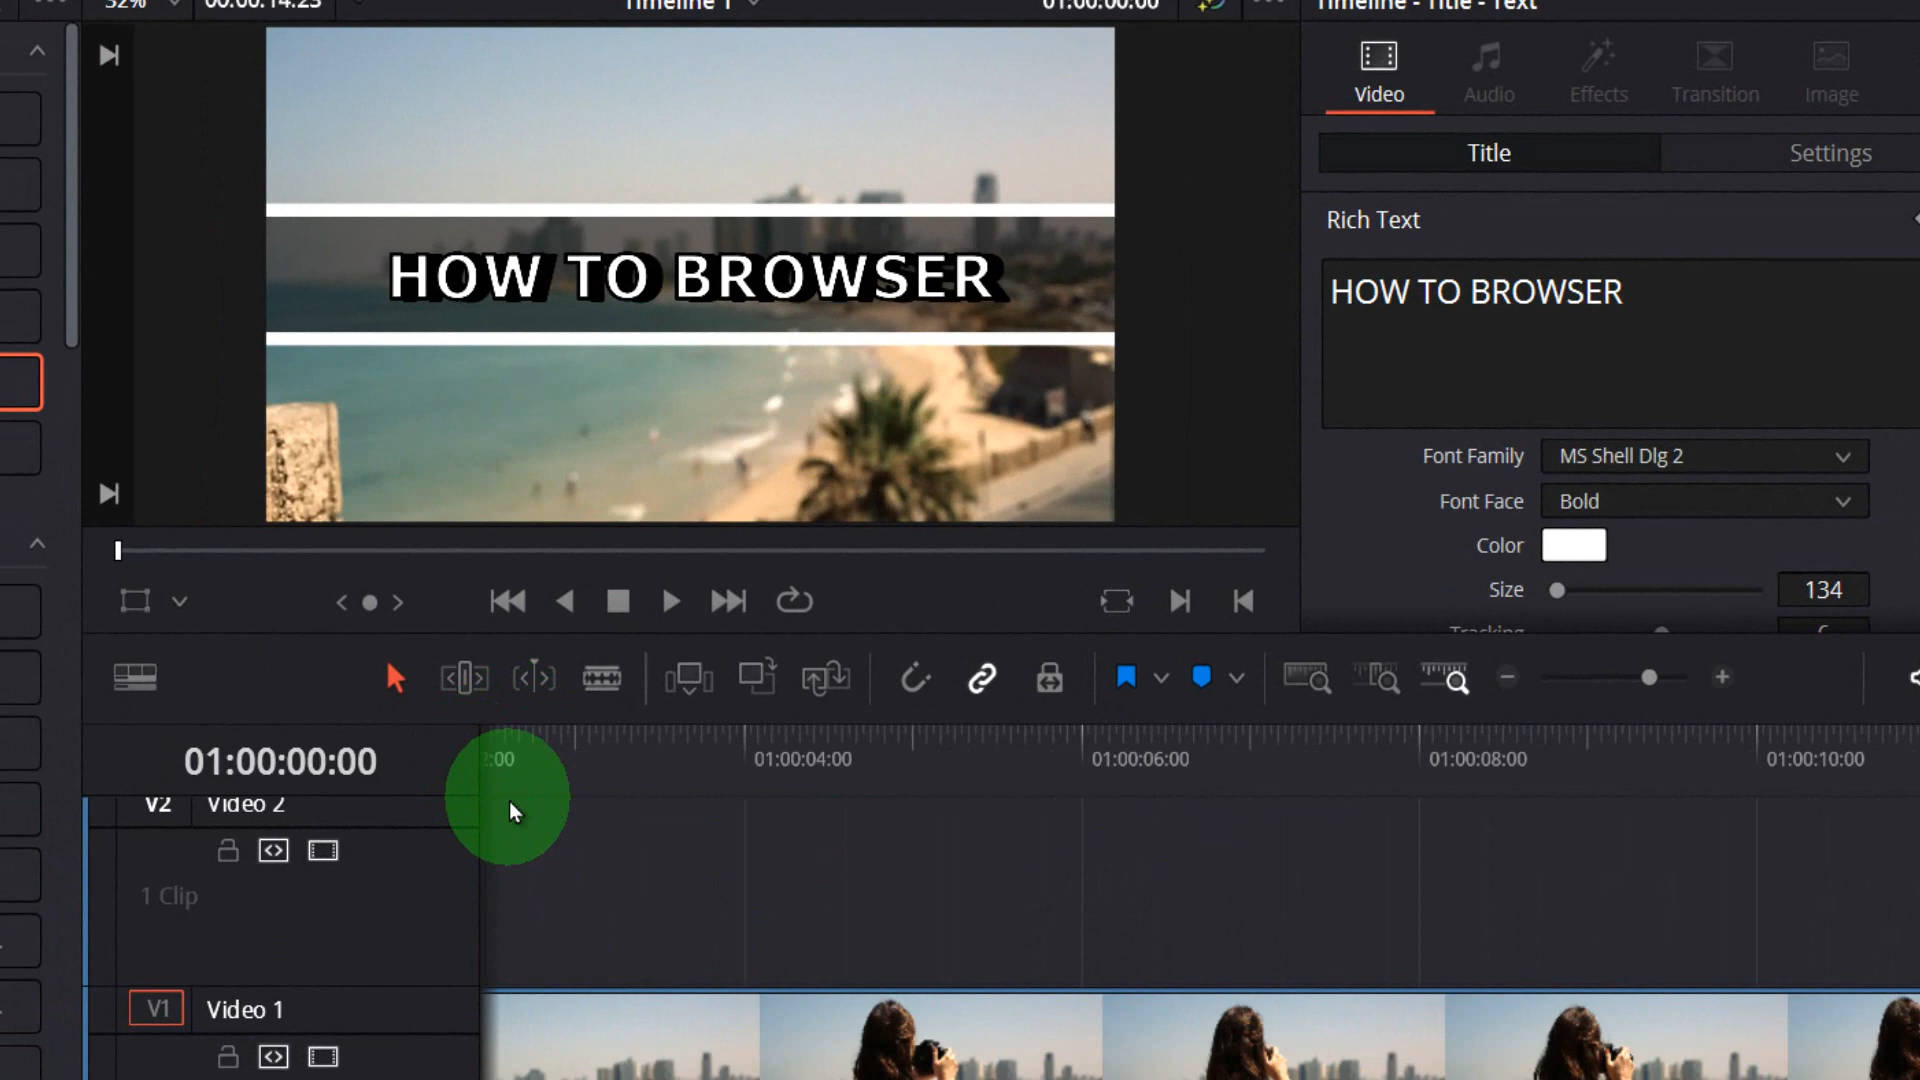 32%
00:00:14:23
Timeline 1
01:00:00:00
Timeline - Title - Text
Video
Audio
Effects
Transition
Image
Title
Settings
Rich Text
HOW TO BROWSER
HOW TO BROWSER
Font Family
MS Shell Dlg 2
Font Face
Bold
Color
Size
134
Tracking
6
01:00:00:00
2:00
01:00:04:00
01:00:06:00
01:00:08:00
01:00:10:00
V2
Video 2
1 Clip
V1
Video 1